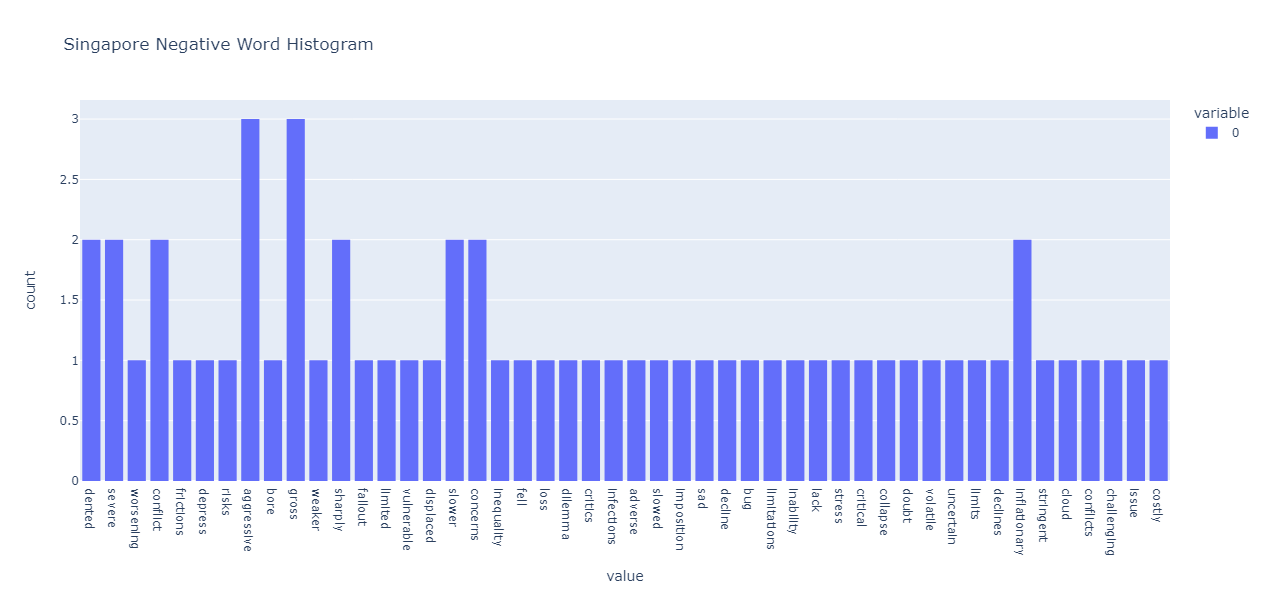 Singapore Negative Word Histogram
variable
0
count
3
2.5
2
1.5
1
0.5
0
dented
severe
worsening
conflict
frictions
depress
risks
aggressive
bore
gross
weaker
sharply
fallout
limited
vulnerable
displaced
slower
concerns
inequality
fell
loss
dilemma
critics
infections
adverse
slowed
imposition
sad
decline
bug
limitations
inability
lack
stress
critical
collapse
doubt
volatile
uncertain
limits
declines
inflationary
stringent
cloud
conflicts
challenging
issue
costly
value